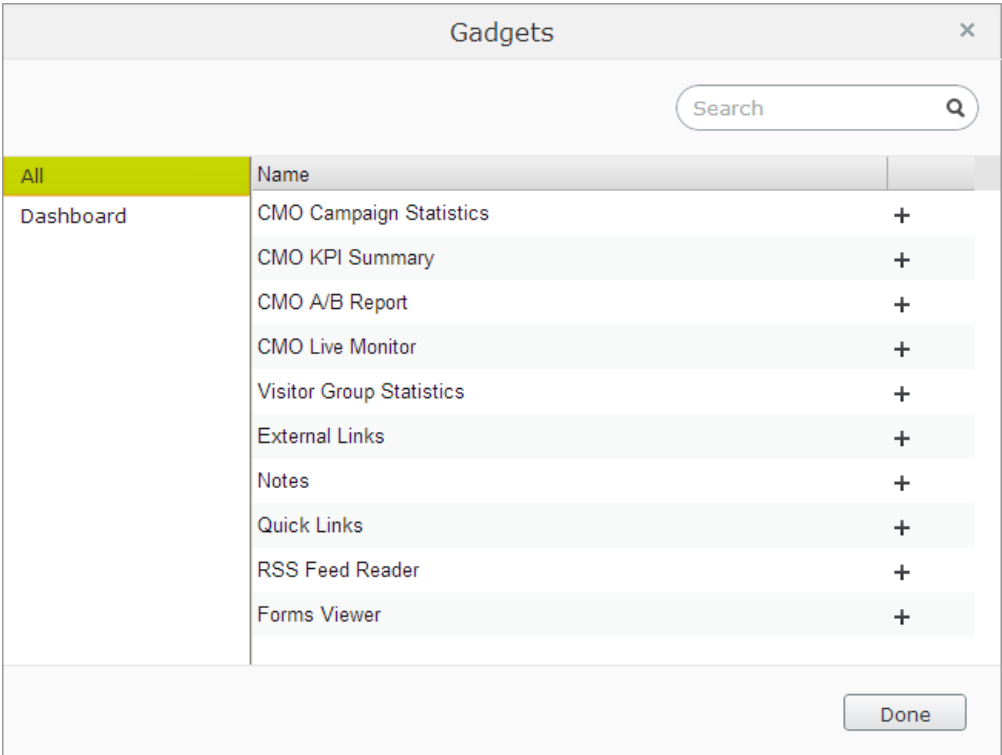 Gadgets
Search
All
Name
Dashboard
CMO Campaign Statistics
CMO KPI Summary
CMO A/B Report
CMO Live Monitor
Visitor Group Statistics
External Links
Notes
Quick Links
RSS Feed Reader
Forms Viewer
Done